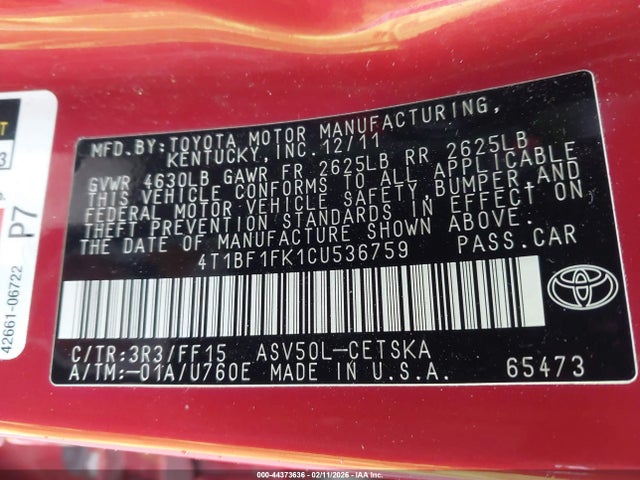 MFD.BY:TOYOTA MOTOR MANUFACTURING,
KENTUCKY,INC.12/11
GVWR 4630LB GAWR FR 2625LB RR 2625LB
THIS VEHICLE CONFORMS TO ALL APPLICABLE
FEDERAL MOTOR VEHICLE SAFETY, BUMPER,AND
THEFT PREVENTION STANDARDS IN EFFECT ON
THE DATE OF MANUFACTURE SHOWN ABOVE.
4T1BF1FK1CU536759 PASS.CAR
C/TR:3R3/FF15 ASV50L-CETSKA
A/TM:-01A/U760E MADE IN U.S.A. 65473
TOYOTA
42661-06722
P7
000-44373636 - 02/11/2026 - IAAI.COM